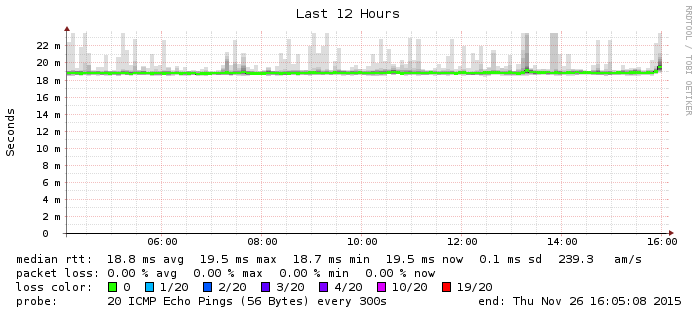 Last 12 Hours
RRDTOOL / TOBI OETIKER
Seconds
22 m
20 m
18 m
16 m
14 m
12 m
10 m
8 m
6 m
4 m
2 m
0
06:00 08:00 10:00 12:00 14:00 16:00
median rtt: 18.8 ms avg 19.5 ms max 18.7 ms min 19.5 ms now 0.1 ms sd 239.3 am/s
packet loss: 0.00 % avg 0.00 % max 0.00 % min 0.00 % now
loss color: 0 1/20 2/20 3/20 4/20 10/20 19/20
probe: 20 ICMP Echo Pings (56 Bytes) every 300s end: Thu Nov 26 16:05:08 2015